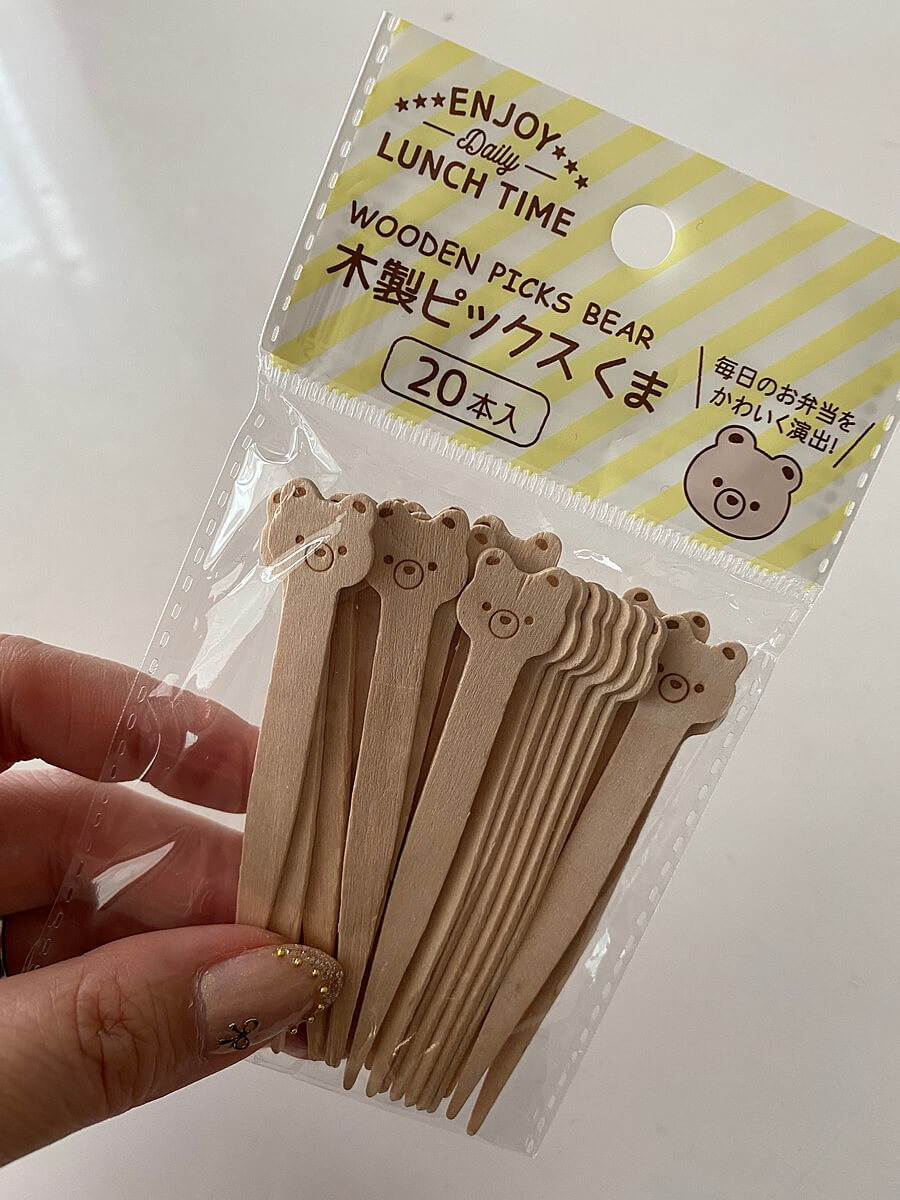 ENJOY
Daily
LUNCH TIME
WOODEN PICKS BEAR
木製ピックス くま
20本入
毎日のお弁当を
かわいく演出!